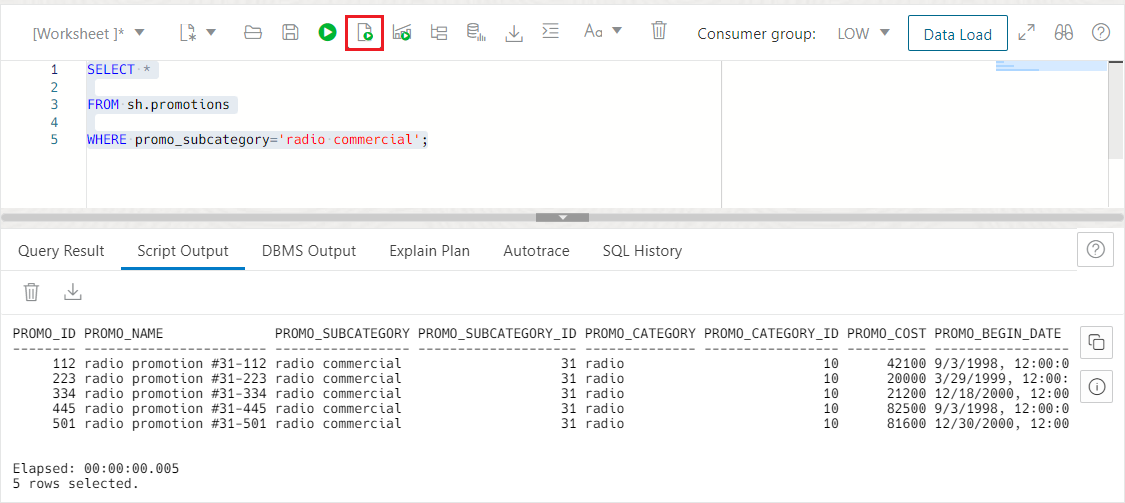 [Worksheet ]* Aa Consumer group: LOW Data Load
1 SELECT *
2
3 FROM sh.promotions
4
5 WHERE promo_subcategory='radio commercial';
Query Result Script Output DBMS Output Explain Plan Autotrace SQL History
PROMO_ID PROMO_NAME PROMO_SUBCATEGORY PROMO_SUBCATEGORY_ID PROMO_CATEGORY PROMO_CATEGORY_ID PROMO_COST PROMO_BEGIN_DATE
-------- ----------------------- ----------------- -------------------- -------------- ----------------- ---------- -----------------
112 radio promotion #31-112 radio commercial 31 radio 10 42100 9/3/1998, 12:00:0
223 radio promotion #31-223 radio commercial 31 radio 10 20000 3/29/1999, 12:00:
334 radio promotion #31-334 radio commercial 31 radio 10 21200 12/18/2000, 12:00
445 radio promotion #31-445 radio commercial 31 radio 10 82500 9/3/1998, 12:00:0
501 radio promotion #31-501 radio commercial 31 radio 10 81600 12/30/2000, 12:00
Elapsed: 00:00:00.005
5 rows selected.